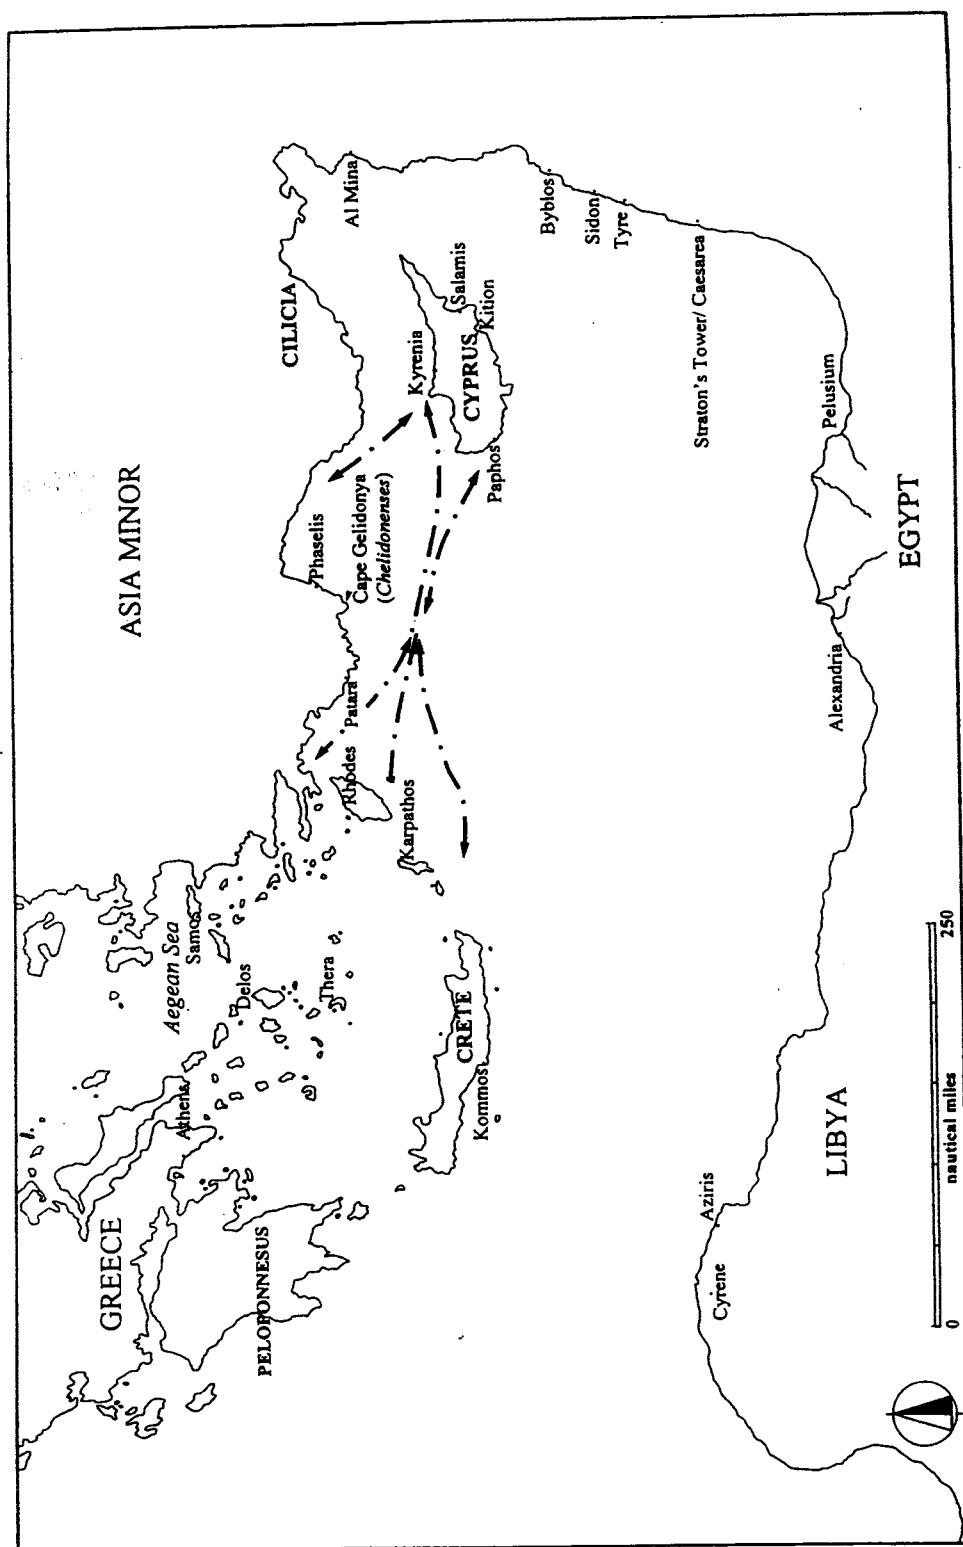 ASIA MINOR
GREECE
CILICIA
Aegean Sea
Samos
Athens
Al Mina
Phaselis
Delos
PELOPONNESUS
Cape Gelidonya
(Chelidonenses)
Patara
Rhodes
Thera
Kyrenia
Karpathos
Salamis
CYPRUS
Kition
CRETE
Paphos
Kommos
Byblos
Sidon
Tyre
Straton's Tower/ Caesarea
Aziris
Cyrene
Pelusium
Alexandria
LIBYA
EGYPT
0
250
nautical miles